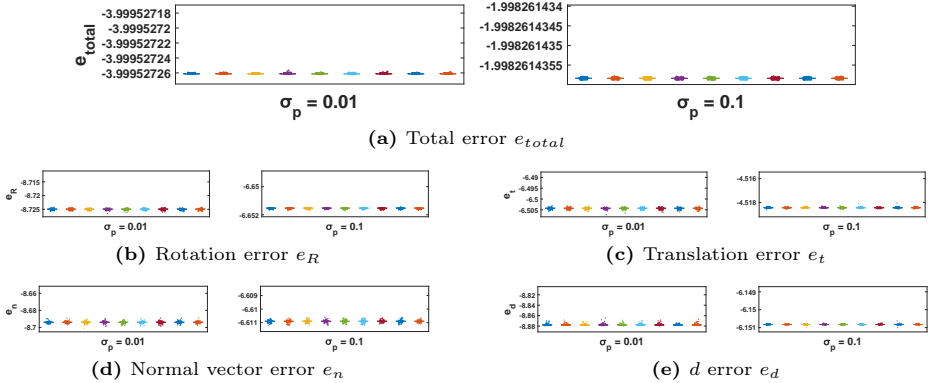 -3.99952718
-3.9995272
-3.99952722
-3.99952724
-3.99952726
e_total
σ_p = 0.01
-1.998261434
-1.9982614345
-1.998261435
-1.9982614355
σ_p = 0.1
(a) Total error e_total
-8.715
-8.72
-8.725
e_R
σ_p = 0.01
-6.65
-6.652
σ_p = 0.1
(b) Rotation error e_R
-6.49
-6.495
-6.5
-6.505
e_t
σ_p = 0.01
-4.516
-4.518
σ_p = 0.1
(c) Translation error e_t
-8.66
-8.68
-8.7
e_n
σ_p = 0.01
-6.609
-6.61
-6.611
σ_p = 0.1
(d) Normal vector error e_n
-8.82
-8.84
-8.86
-8.88
e_d
σ_p = 0.01
-6.149
-6.15
-6.151
σ_p = 0.1
(e) d error e_d